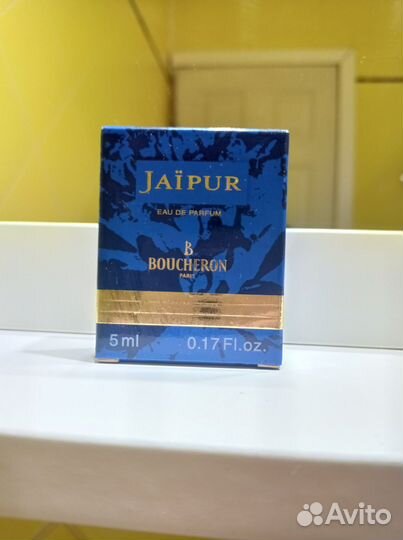 JAÏPUR
EAU DE PARFUM
B
BOUCHERON
PARIS
5 ml 0.17 Fl.oz.
Avito